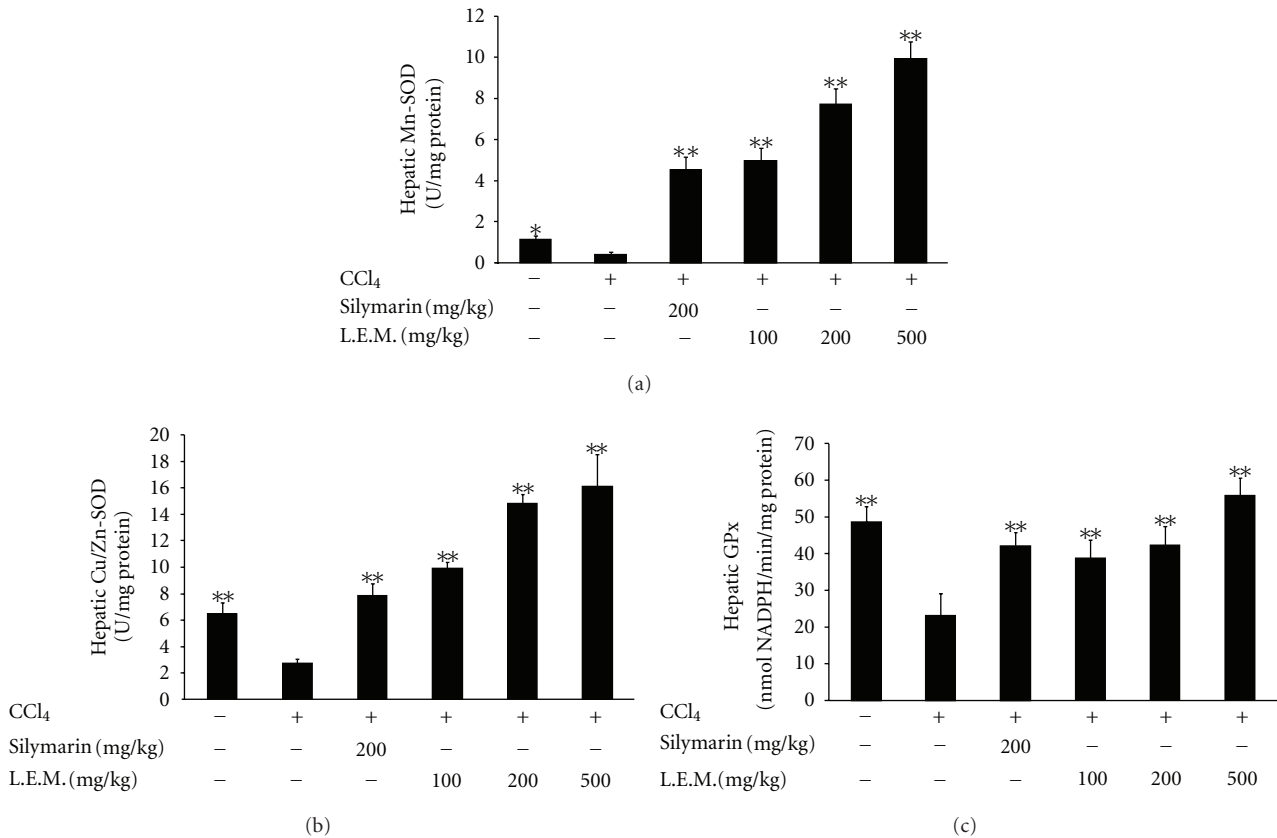 12
10
8
6
4
2
0
Hepatic Mn-SOD
(U/mg protein)
* ** ** ** **
CCl₄ − + + + + +
Silymarin (mg/kg) − − 200 − − −
L.E.M. (mg/kg) − − − 100 200 500
(a)
20
18
16
14
12
10
8
6
4
2
0
Hepatic Cu/Zn-SOD
(U/mg protein)
** ** ** ** **
CCl₄ − + + + + +
Silymarin (mg/kg) − − 200 − − −
L.E.M. (mg/kg) − − − 100 200 500
(b)
70
60
50
40
30
20
10
0
Hepatic GPx
(nmol NADPH/min/mg protein)
** ** ** ** **
CCl₄ − + + + + +
Silymarin (mg/kg) − − 200 − − −
L.E.M. (mg/kg) − − − 100 200 500
(c)